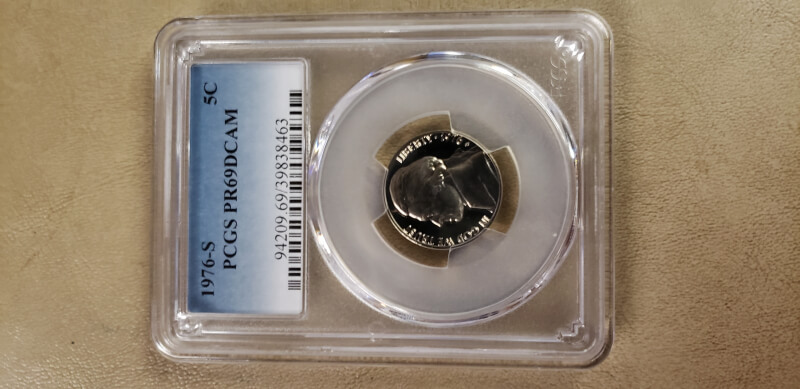 1976-S 5C
PCGS PR69DCAM
94209.69/39838463
LIBERTY
IN GOD WE TRUST